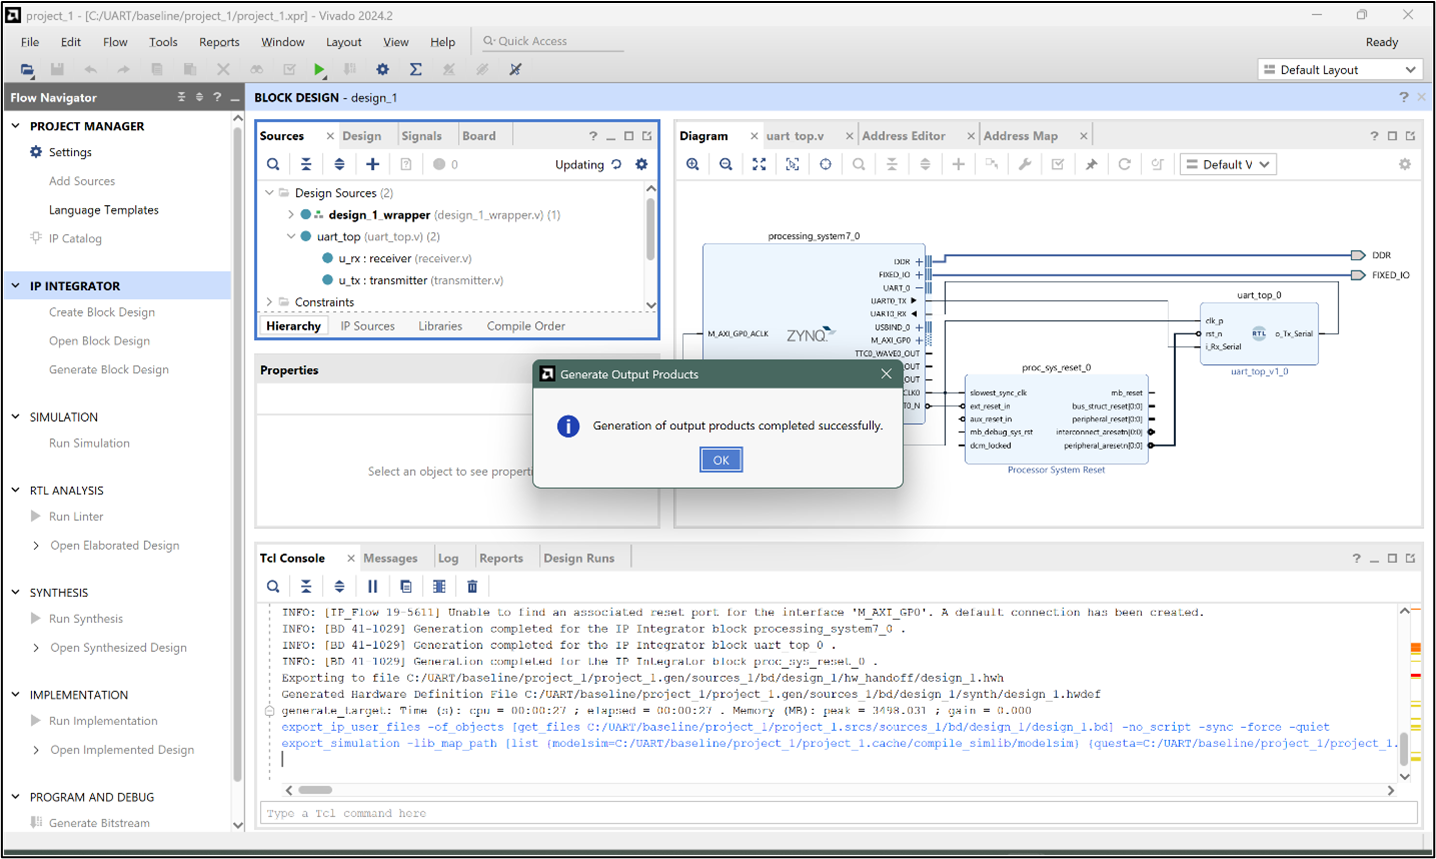 project_1 - [C:/UART/baseline/project_1/project_1.xpr] - Vivado 2024.2
File Edit Flow Tools Reports Window Layout View Help Quick Access Ready
Default Layout
Flow Navigator
PROJECT MANAGER
Settings
Add Sources
Language Templates
IP Catalog
IP INTEGRATOR
Create Block Design
Open Block Design
Generate Block Design
SIMULATION
Run Simulation
RTL ANALYSIS
Run Linter
Open Elaborated Design
SYNTHESIS
Run Synthesis
Open Synthesized Design
IMPLEMENTATION
Run Implementation
Open Implemented Design
PROGRAM AND DEBUG
Generate Bitstream
BLOCK DESIGN - design_1
Sources Design Signals Board
0 Updating
Design Sources (2)
design_1_wrapper (design_1_wrapper.v) (1)
uart_top (uart_top.v) (2)
u_rx : receiver (receiver.v)
u_tx : transmitter (transmitter.v)
Constraints
Hierarchy IP Sources Libraries Compile Order
Properties
Select an object to see properti
Diagram uart top.v Address Editor Address Map
Default V
processing_system7_0
DDR
FIXED_IO
UART_0
UART0_TX
UART0_RX
USBIND_0
M_AXI_GP0
TTC0_WAVE0_OUT
OUT
OUT
CLK0
T0_N
M_AXI_GP0_ACLK
ZYNQ
DDR
FIXED_IO
uart_top_0
clk_p
rst_n
i_Rx_Serial
RTL
o_Tx_Serial
uart_top_v1_0
proc_sys_reset_0
slowest_sync_clk
ext_reset_in
aux_reset_in
mb_debug_sys_rst
dcm_locked
mb_reset
bus_struct_reset[0:0]
peripheral_reset[0:0]
interconnect_aresetn[0:0]
peripheral_aresetn[0:0]
Processor System Reset
Generate Output Products
Generation of output products completed successfully.
OK
Tcl Console Messages Log Reports Design Runs
INFO: [IP_Flow 19-5611] Unable to find an associated reset port for the interface 'M_AXI_GP0'. A default connection has been created.
INFO: [BD 41-1029] Generation completed for the IP Integrator block processing_system7_0 .
INFO: [BD 41-1029] Generation completed for the IP Integrator block uart_top_0 .
INFO: [BD 41-1029] Generation completed for the IP Integrator block proc_sys_reset_0 .
Exporting to file C:/UART/baseline/project_1/project_1.gen/sources_1/bd/design_1/hw_handoff/design_1.hwh
Generated Hardware Definition File C:/UART/baseline/project_1/project_1.gen/sources_1/bd/design_1/synth/design_1.hwdef
generate_target: Time (s): cpu = 00:00:27 ; elapsed = 00:00:27 . Memory (MB): peak = 3498.031 ; gain = 0.000
export_ip_user_files -of_objects [get_files C:/UART/baseline/project_1/project_1.srcs/sources_1/bd/design_1/design_1.bd] -no_script -sync -force -quiet
export_simulation -lib_map_path [list {modelsim=C:/UART/baseline/project_1/project_1.cache/compile_simlib/modelsim} {questa=C:/UART/baseline/project_1/project_1.
Type a Tcl command here